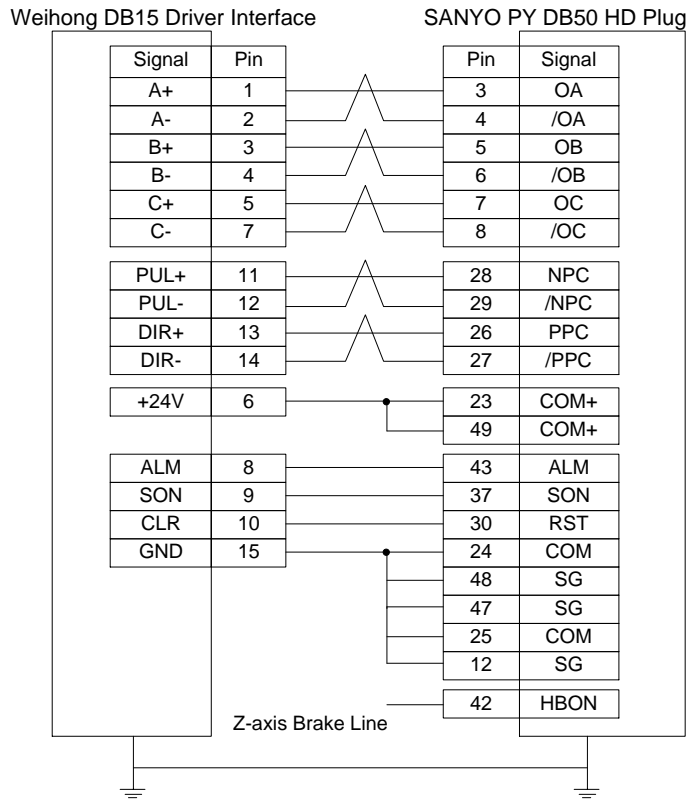 Weihong DB15 Driver Interface SANYO PY DB50 HD Plug
Signal Pin Pin Signal
A+ 1 3 OA
A- 2 4 /OA
B+ 3 5 OB
B- 4 6 /OB
C+ 5 7 OC
C- 7 8 /OC
PUL+ 11 28 NPC
PUL- 12 29 /NPC
DIR+ 13 26 PPC
DIR- 14 27 /PPC
+24V 6 23 COM+
49 COM+
ALM 8 43 ALM
SON 9 37 SON
CLR 10 30 RST
GND 15 24 COM
48 SG
47 SG
25 COM
12 SG
42 HBON
Z-axis Brake Line